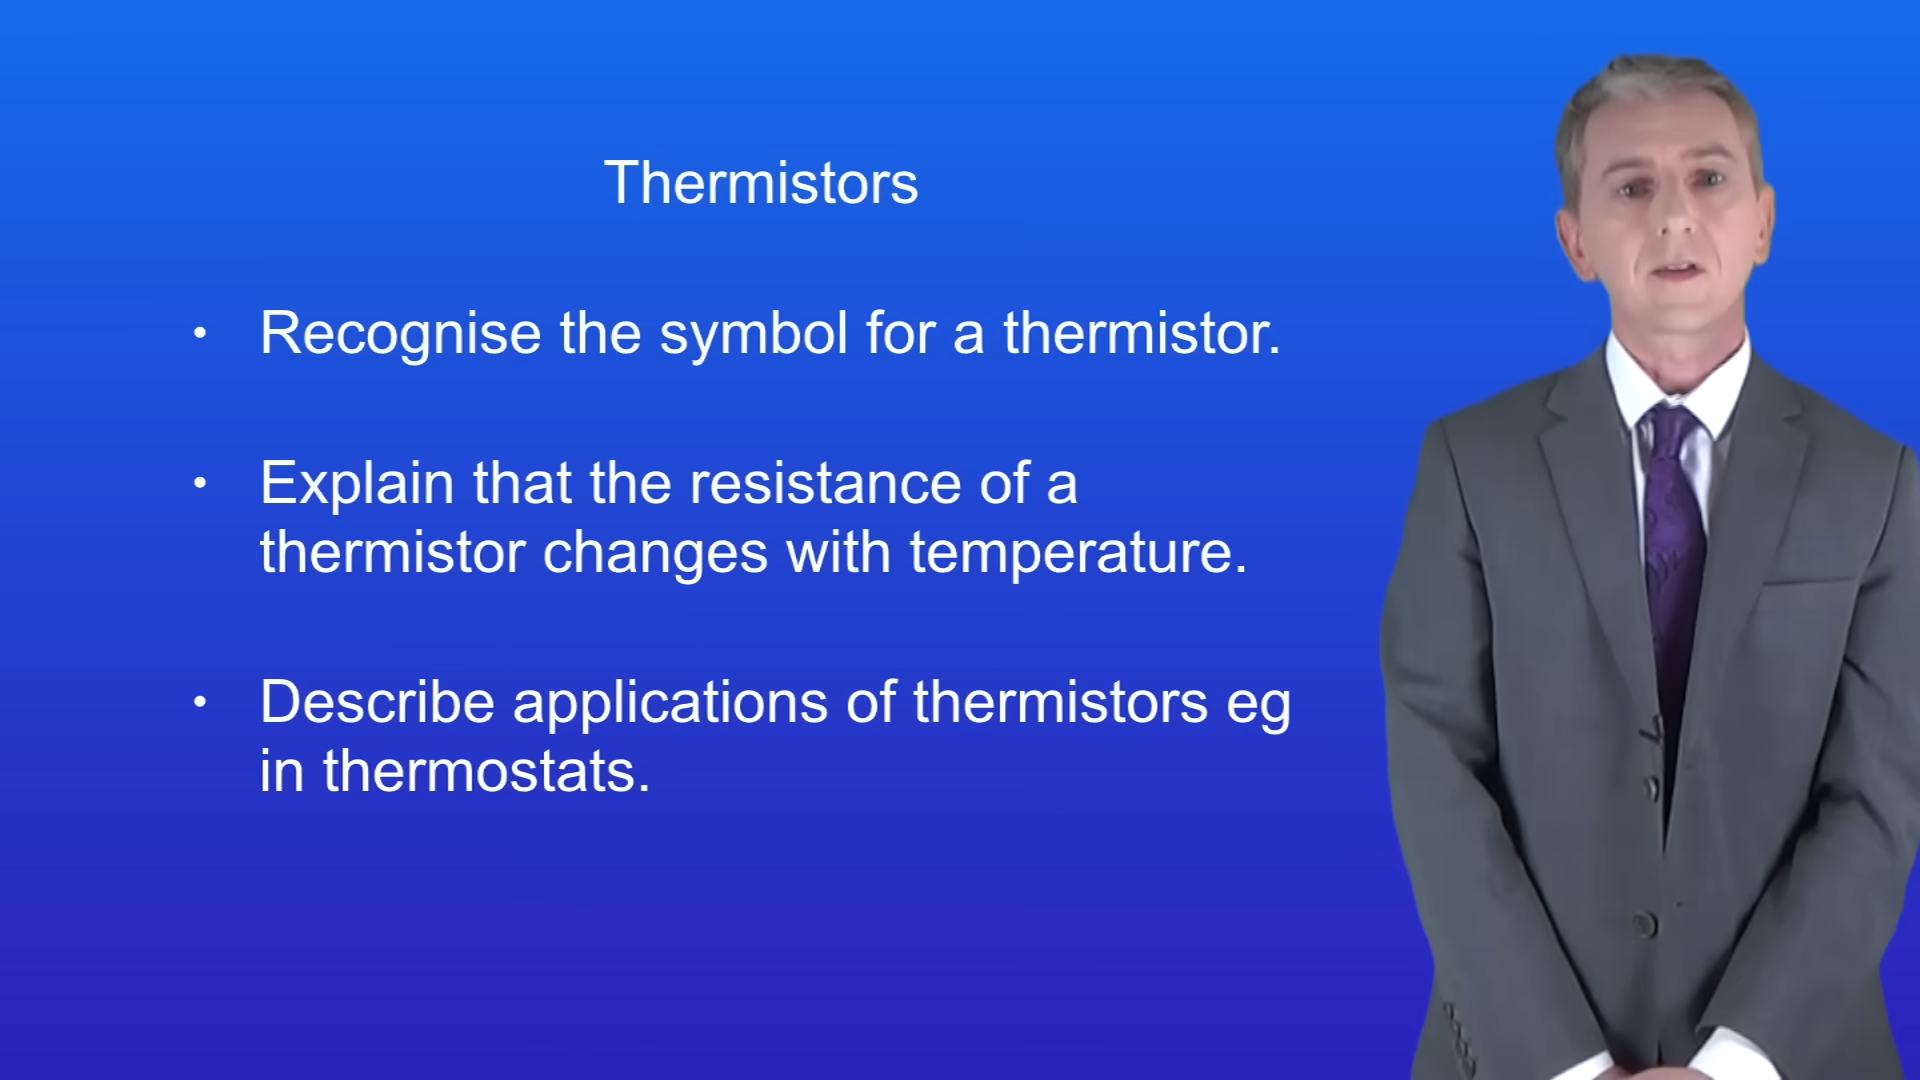 Thermistors
• Recognise the symbol for a thermistor.
• Explain that the resistance of a
thermistor changes with temperature.
• Describe applications of thermistors eg
in thermostats.